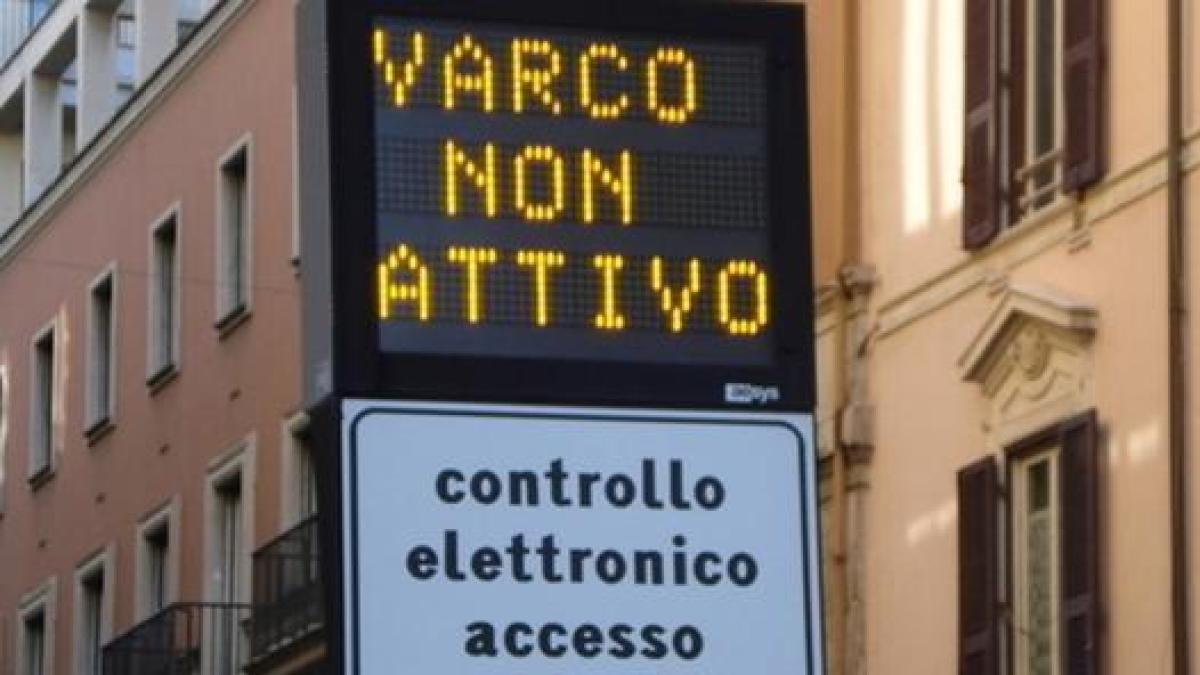 VARCO
NON
ATTIVO
controllo
elettronico
accesso